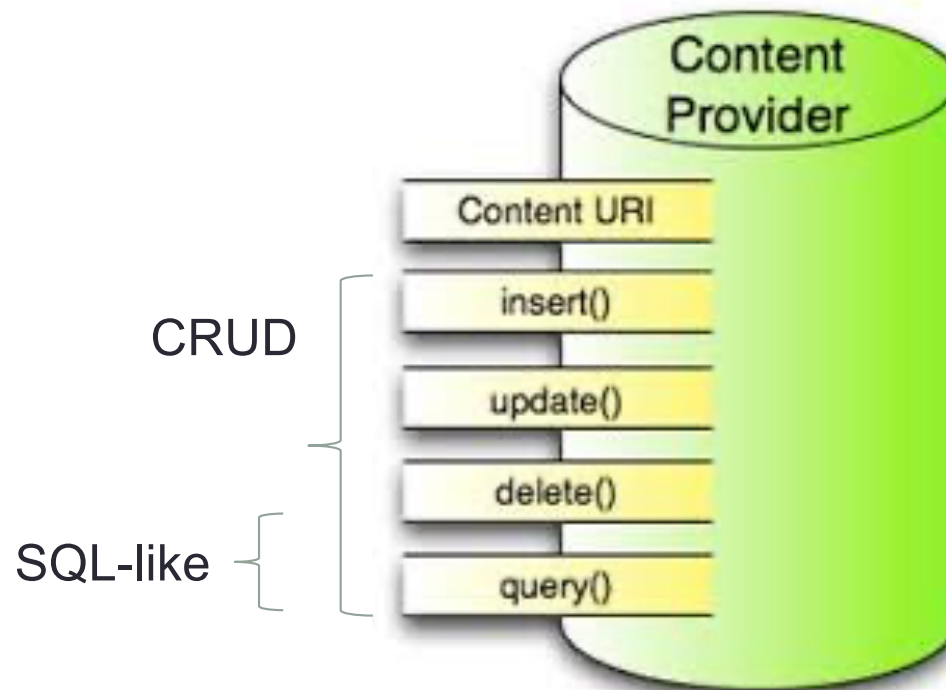 Content
Provider
Content URI
insert()
CRUD
update()
delete()
SQL-like
query()